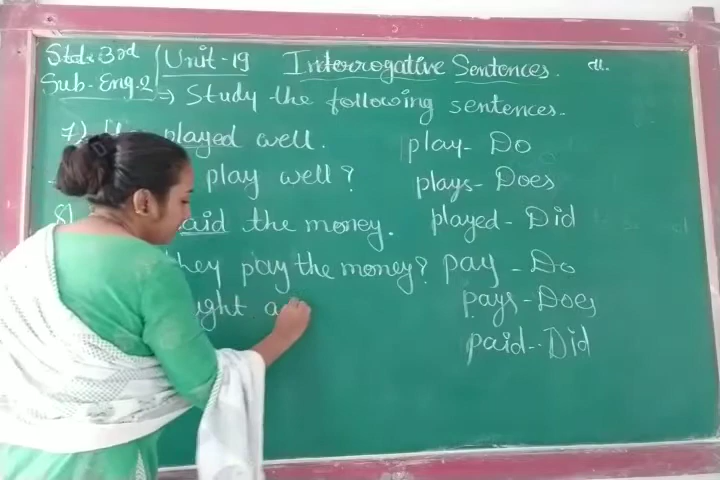 Std:- 3rd Unit - 19 Interrogative Sentences.
Sub- Eng.2
→ Study the following sentences.
7) played well. play- Do
play well? plays- Does
8) paid the money. played- Did
they pay the money? pay - Do
pays- Does
paid-- Did